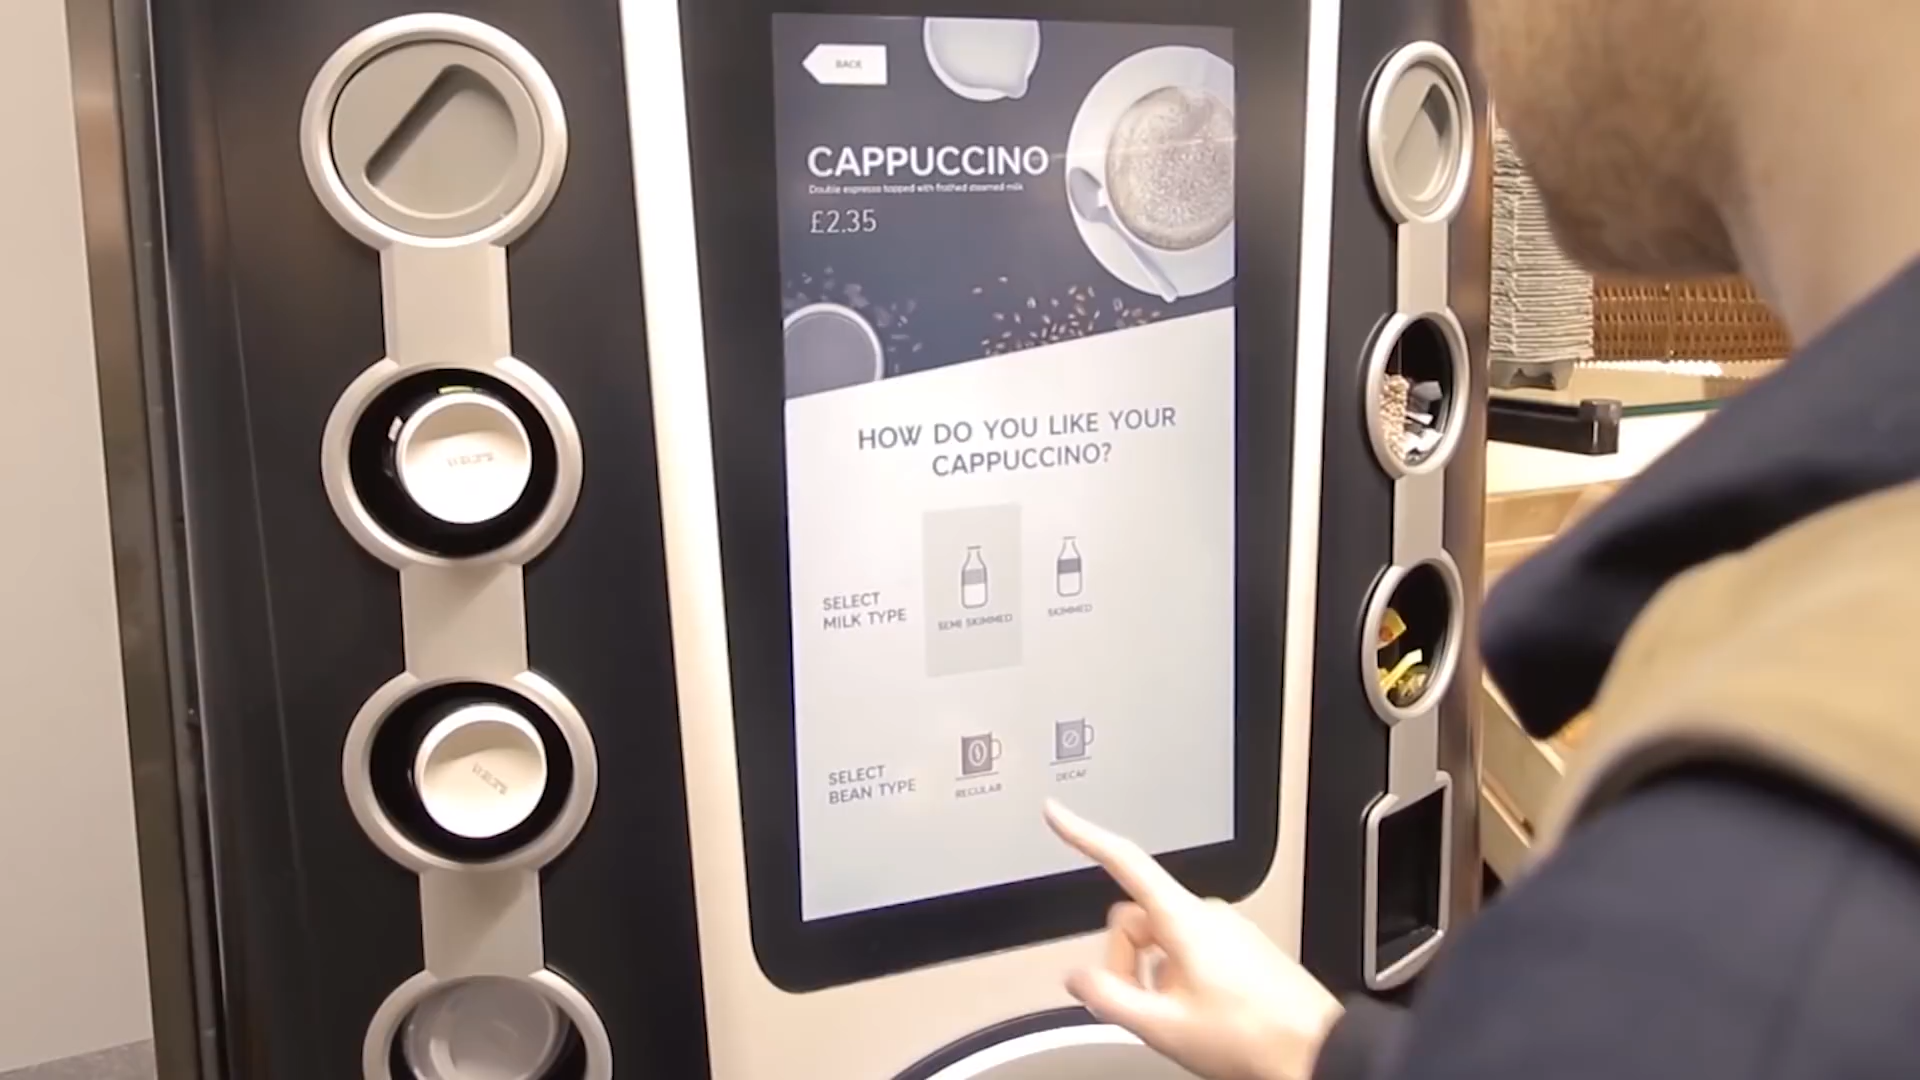 BACK
CAPPUCCINO
Double espresso topped with frothed steamed milk
£2.35
HOW DO YOU LIKE YOUR
CAPPUCCINO?
SELECT
MILK TYPE
SEMI SKIMMED
SKIMMED
SELECT
BEAN TYPE
REGULAR
DECAF